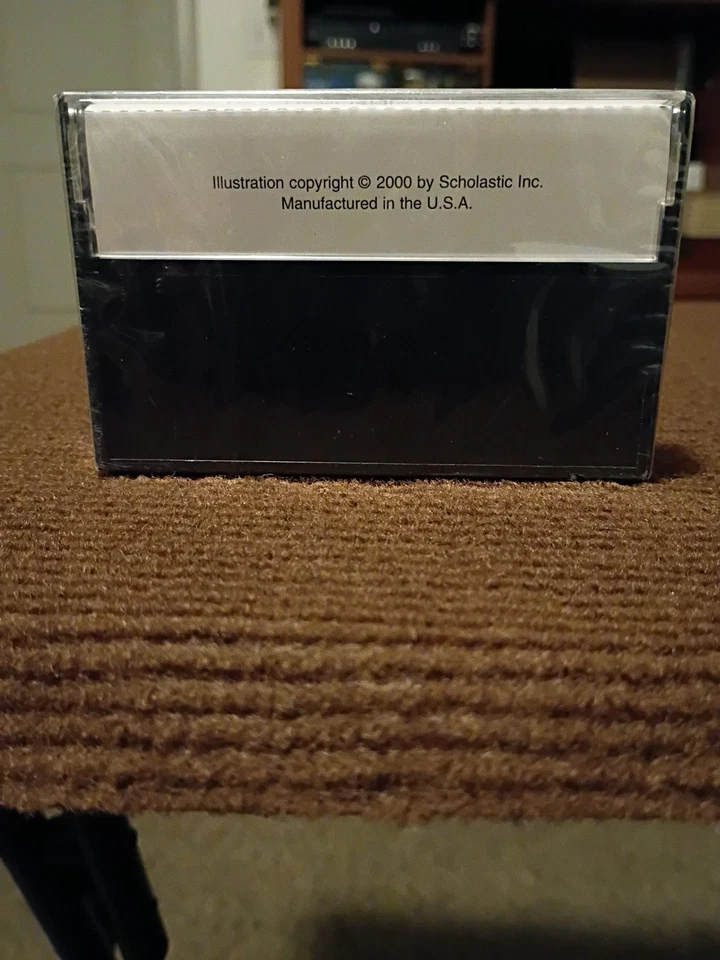 Illustration copyright © 2000 by Scholastic Inc.
Manufactured in the U.S.A.